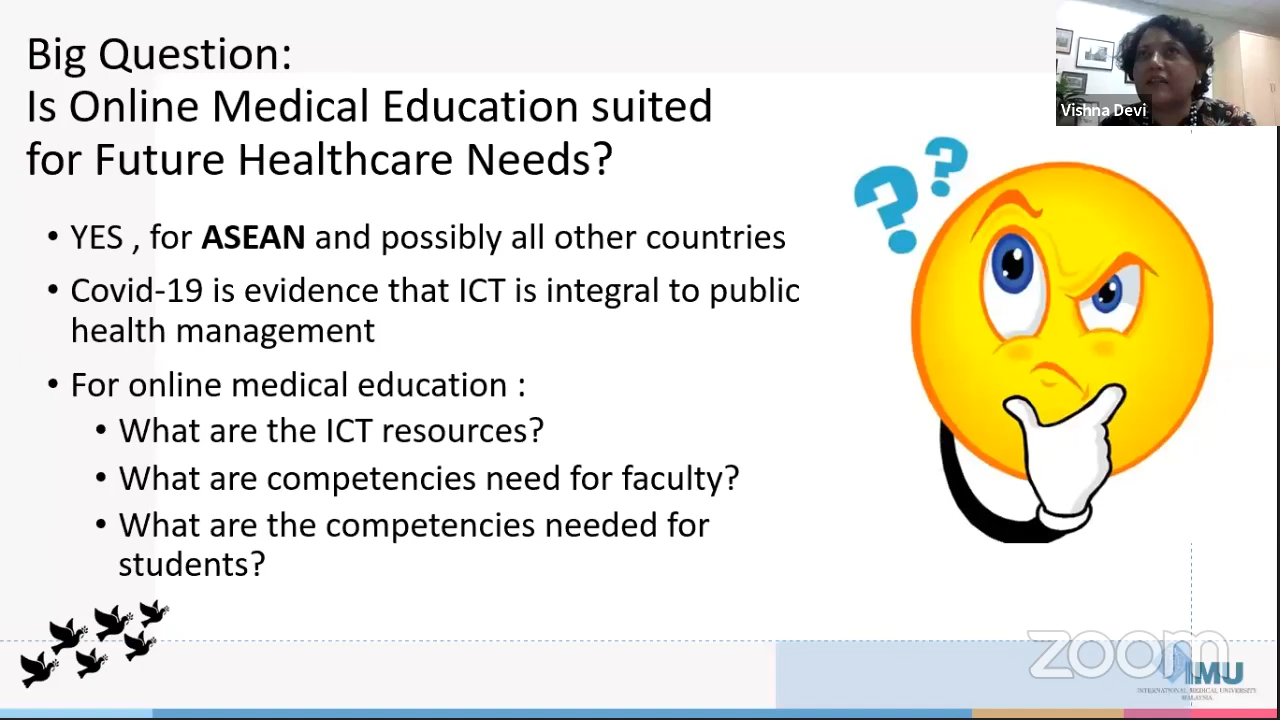 Big Question:
Is Online Medical Education suited
for Future Healthcare Needs?
Vishna Devi
? ?
• YES , for ASEAN and possibly all other countries
• Covid-19 is evidence that ICT is integral to public
health management
• For online medical education :
• What are the ICT resources?
• What are competencies need for faculty?
• What are the competencies needed for
students?
zoom
IMU
INTERNATIONAL MEDICAL UNIVERSITY
MALAYSIA